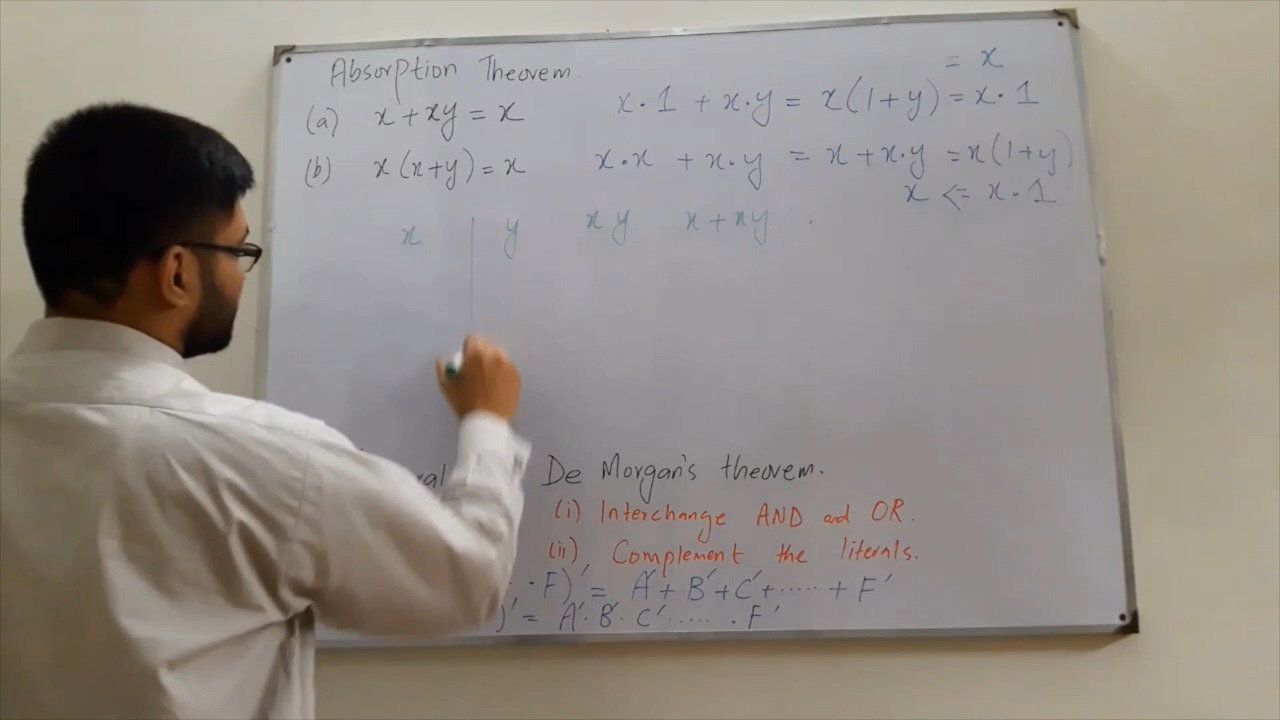 Absorption Theorem.
= x
(a) x + xy = x x · 1 + x · y = x (1 + y) = x · 1
(b) x (x + y) = x x · x + x · y = x + x · y = x (1 + y)
x <= x · 1
x y xy x + xy
De Morgan's theorem.
(i) Interchange AND and OR.
(ii) Complement the literals.
· F)' = A' + B' + C' + ..... + F'
)' = A' · B' · C' ..... · F'